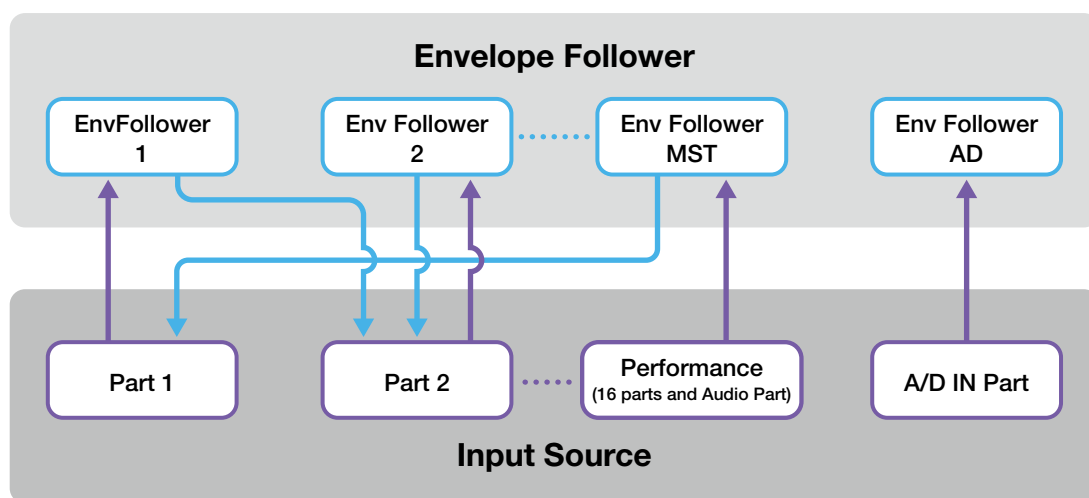 Envelope Follower
EnvFollower
1
Env Follower
2
Env Follower
MST
Env Follower
AD
Part 1
Part 2
Performance
(16 parts and Audio Part)
A/D IN Part
Input Source